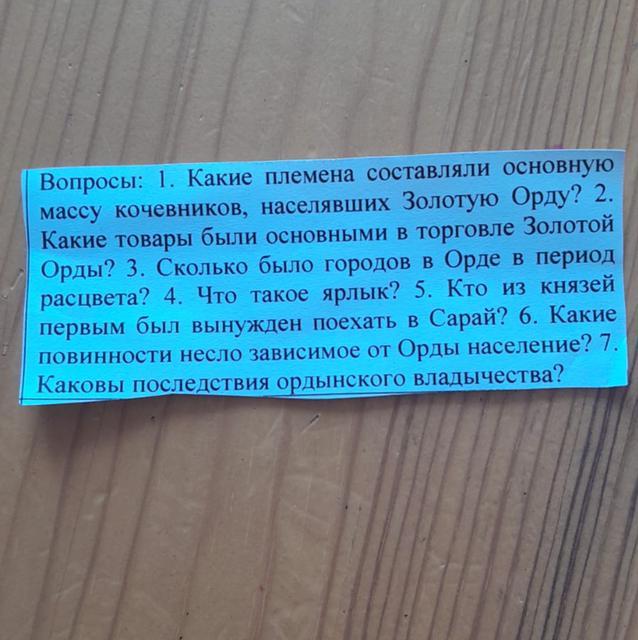 Вопросы: 1. Какие племена составляли основную
массу кочевников, населявших Золотую Орду? 2.
Какие товары были основными в торговле Золотой
Орды? 3. Сколько было городов в Орде в период
расцвета? 4. Что такое ярлык? 5. Кто из князей
первым был вынужден поехать в Сарай? 6. Какие
повинности несло зависимое от Орды население? 7.
Каковы последствия ордынского владычества?